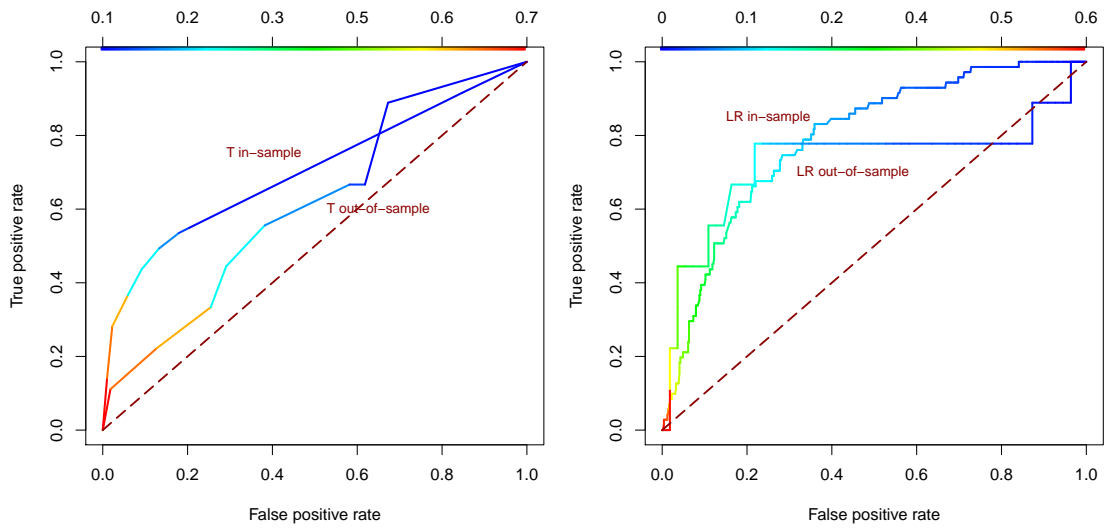 0.1 0.2 0.3 0.4 0.5 0.6 0.7
1.0
0.8
0.6
0.4
0.2
0.0
True positive rate
T in−sample
T out−of−sample
0.0 0.2 0.4 0.6 0.8 1.0
False positive rate
0 0.1 0.2 0.4 0.5 0.6
1.0
0.8
0.6
0.4
0.2
0.0
True positive rate
LR in−sample
LR out−of−sample
0.0 0.2 0.4 0.6 0.8 1.0
False positive rate